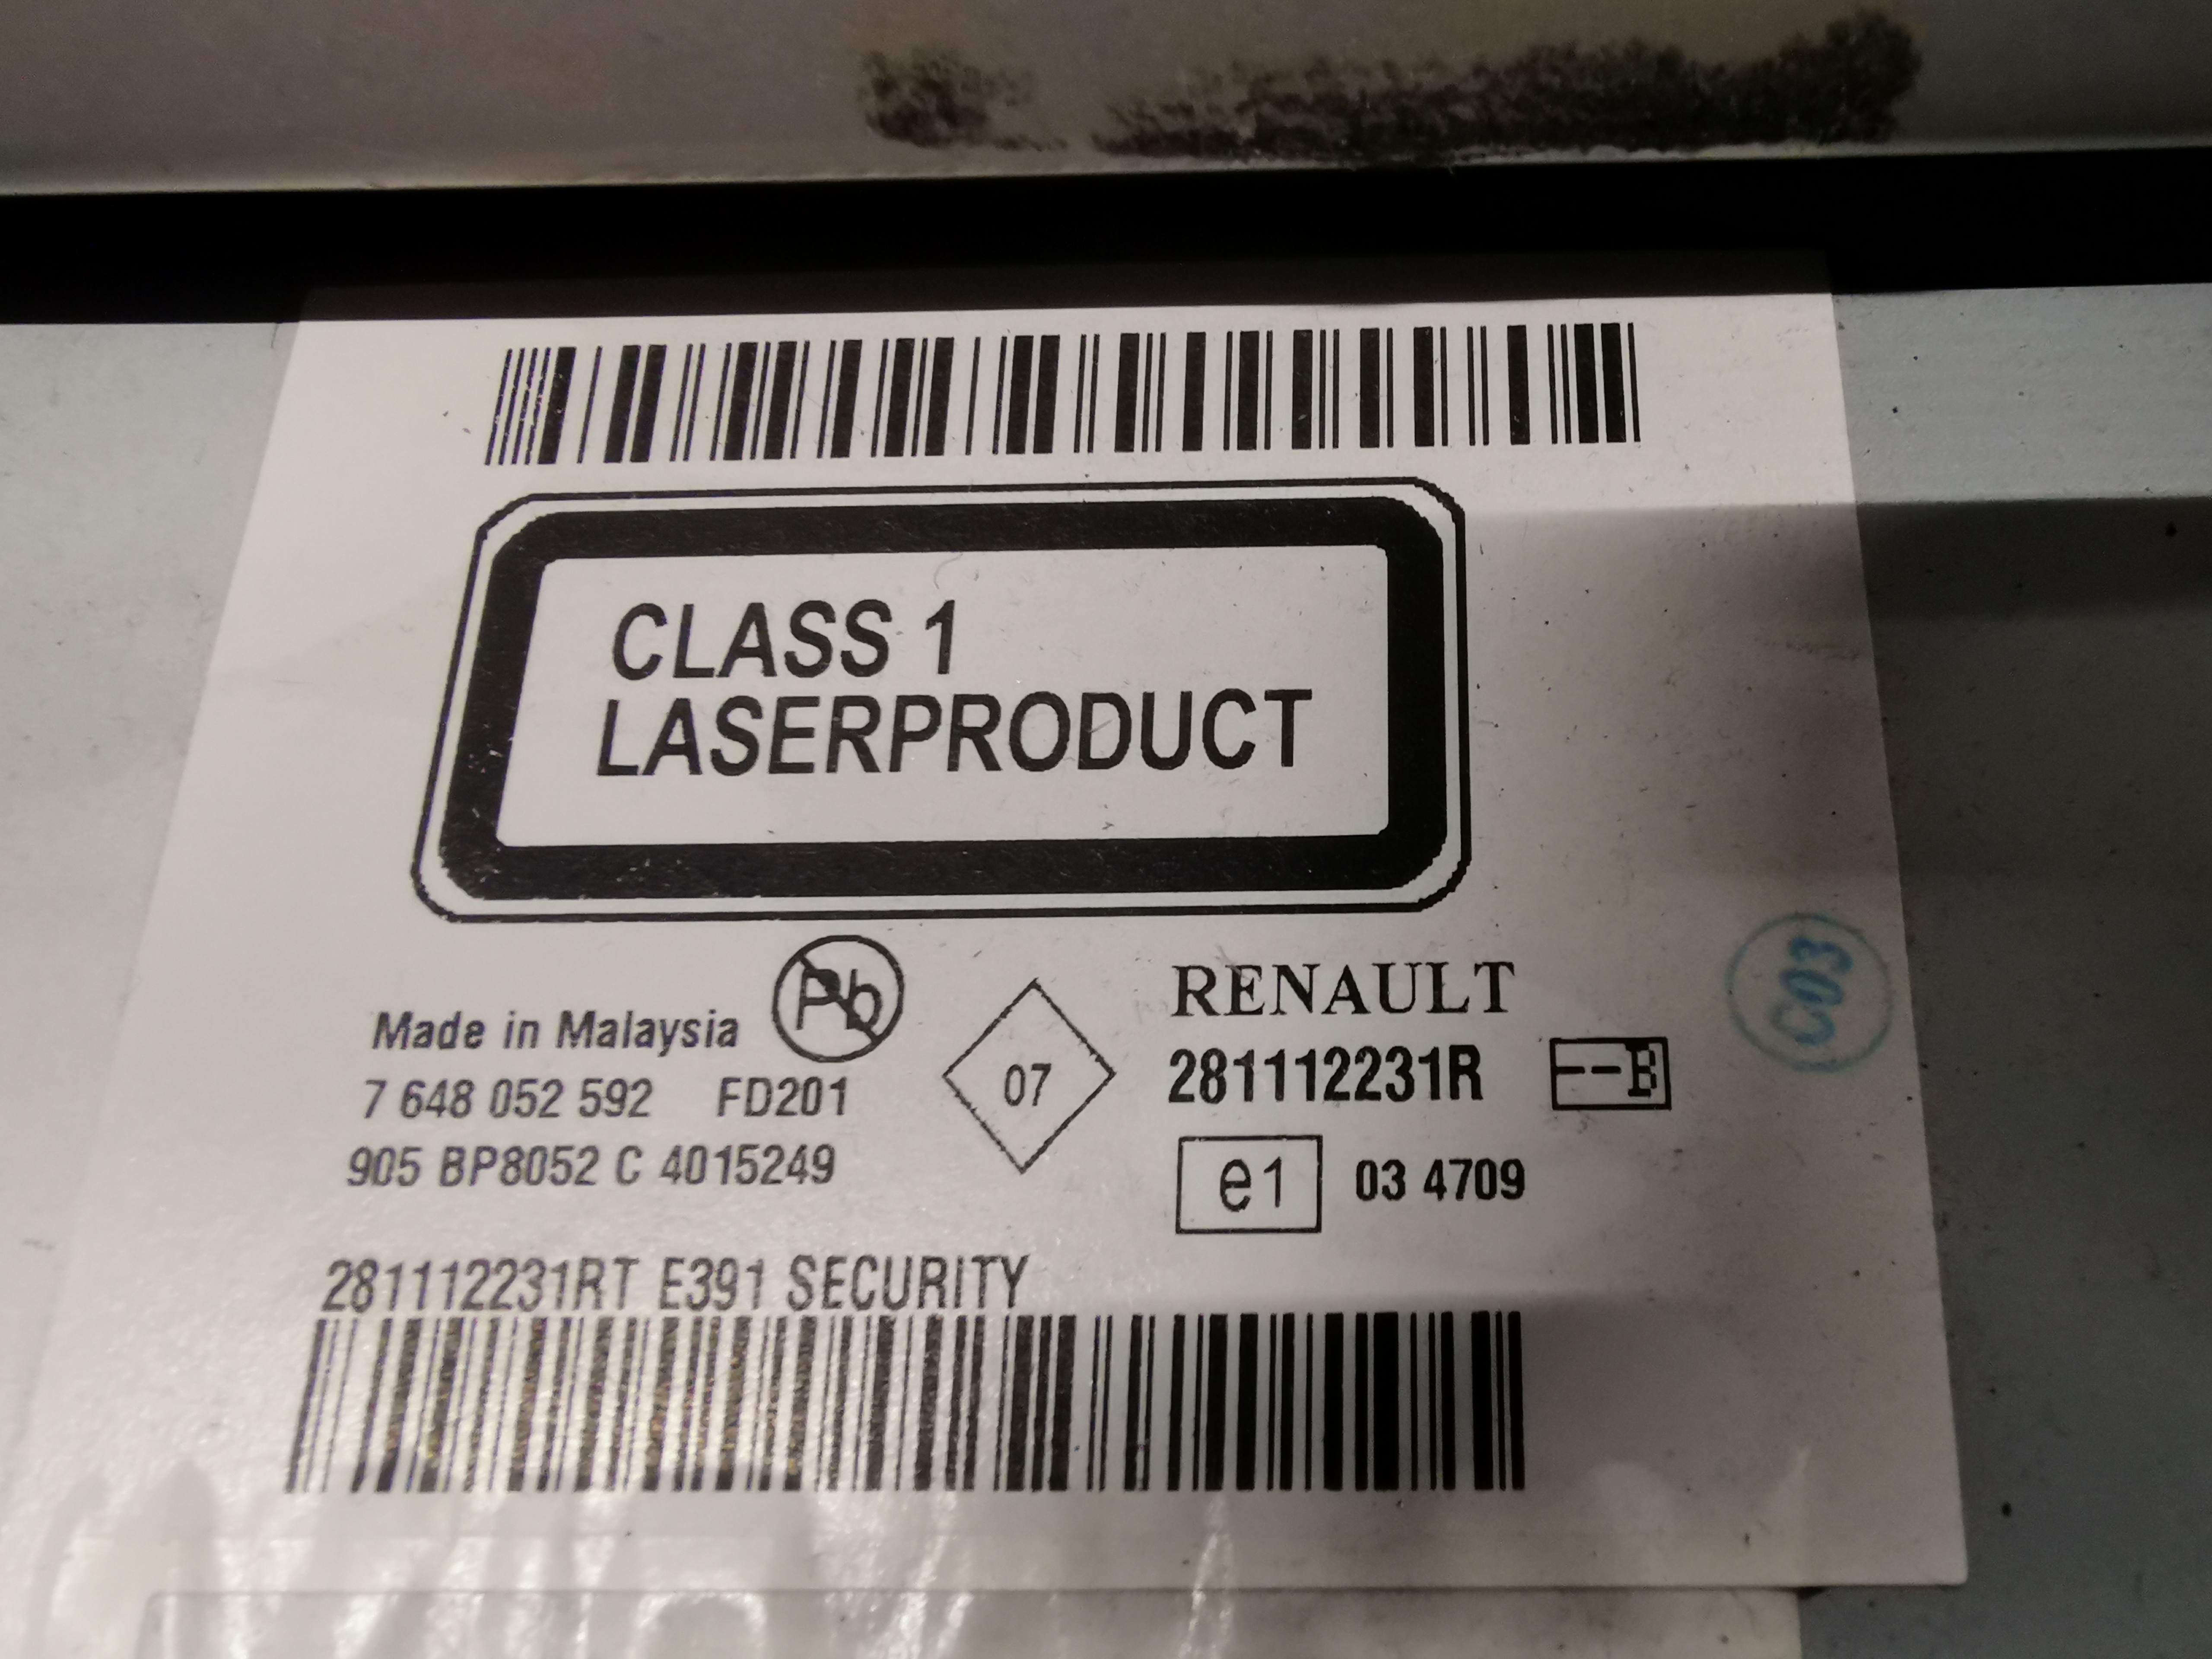 CLASS 1
LASERPRODUCT
Pb
RENAULT
Made in Malaysia
07
281112231R
--B
7 648 052 592 FD201
e1 03 4709
905 BP8052 C 4015249
C03
281112231RT E391 SECURITY